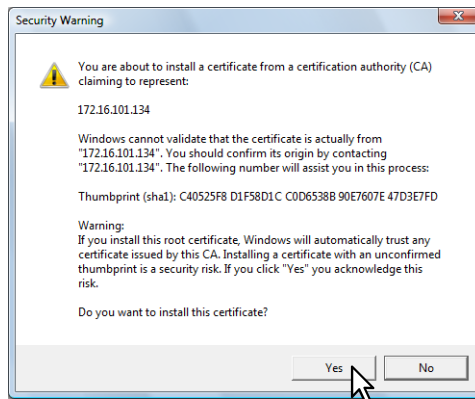 Security Warning
You are about to install a certificate from a certification authority (CA)
claiming to represent:
172.16.101.134
Windows cannot validate that the certificate is actually from
"172.16.101.134". You should confirm its origin by contacting
"172.16.101.134". The following number will assist you in this process:
Thumbprint (sha1): C40525F8 D1F58D1C C0D6538B 90E7607E 47D3E7FD
Warning:
If you install this root certificate, Windows will automatically trust any
certificate issued by this CA. Installing a certificate with an unconfirmed
thumbprint is a security risk. If you click "Yes" you acknowledge this
risk.
Do you want to install this certificate?
Yes No